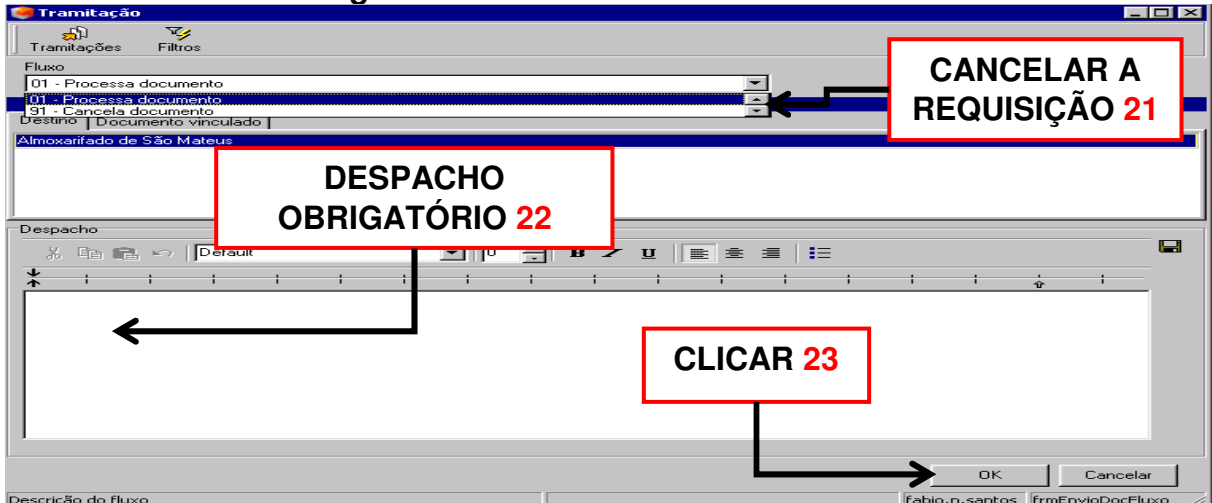 Tramitação
Tramitações Filtros
Fluxo
01 - Processa documento
01 - Processa documento
91 - Cancela documento
CANCELAR A
REQUISIÇÃO 21
Destino Documento vinculado
Almoxarifado de São Mateus
DESPACHO
OBRIGATÓRIO 22
Despacho
Default
B I U
CLICAR 23
OK Cancelar
Descrição do fluxo fabio.n.santos frmEnvioDocFluxo